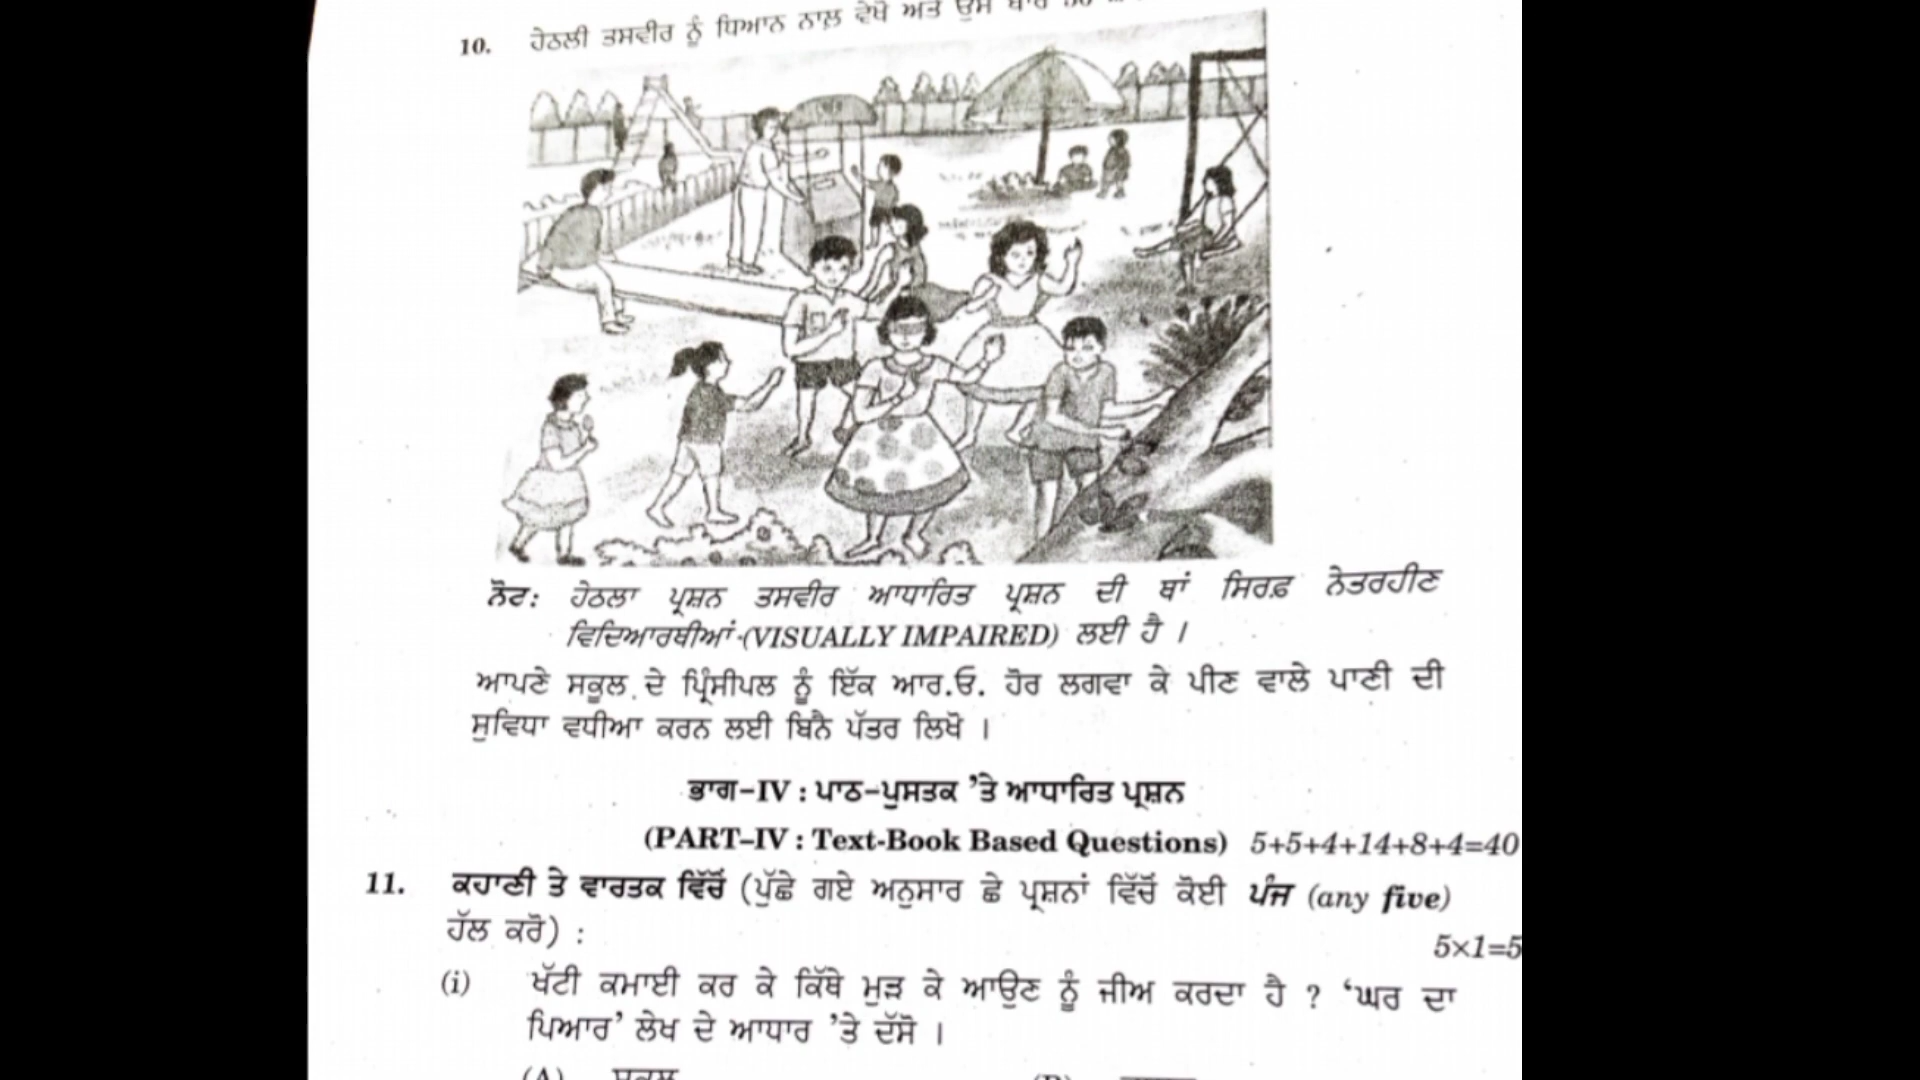 10. ਹੇਠਲੀ ਤਸਵੀਰ ਨੂੰ ਧਿਆਨ ਨਾਲ਼ ਵੇਖੋ ਅਤੇ ਉਸ ਬਾਰੇ
ਨੋਟ: ਹੇਠਲਾ ਪ੍ਰਸ਼ਨ ਤਸਵੀਰ ਆਧਾਰਿਤ ਪ੍ਰਸ਼ਨ ਦੀ ਥਾਂ ਸਿਰਫ਼ ਨੇਤਰਹੀਣ
ਵਿਦਿਆਰਥੀਆਂ (VISUALLY IMPAIRED) ਲਈ ਹੈ ।
ਆਪਣੇ ਸਕੂਲ ਦੇ ਪ੍ਰਿੰਸੀਪਲ ਨੂੰ ਇੱਕ ਆਰ.ਓ. ਹੋਰ ਲਗਵਾ ਕੇ ਪੀਣ ਵਾਲੇ ਪਾਣੀ ਦੀ
ਸੁਵਿਧਾ ਵਧੀਆ ਕਰਨ ਲਈ ਬਿਨੈ ਪੱਤਰ ਲਿਖੋ ।
ਭਾਗ–IV : ਪਾਠ–ਪੁਸਤਕ ’ਤੇ ਆਧਾਰਿਤ ਪ੍ਰਸ਼ਨ
(PART–IV : Text-Book Based Questions) 5+5+4+14+8+4=40
11. ਕਹਾਣੀ ਤੇ ਵਾਰਤਕ ਵਿੱਚੋਂ (ਪੁੱਛੇ ਗਏ ਅਨੁਸਾਰ ਛੇ ਪ੍ਰਸ਼ਨਾਂ ਵਿੱਚੋਂ ਕੋਈ ਪੰਜ (any five)
ਹੱਲ ਕਰੋ) : 5×1=5
(i) ਖੱਟੀ ਕਮਾਈ ਕਰ ਕੇ ਕਿੱਥੇ ਮੁੜ ਕੇ ਆਉਣ ਨੂੰ ਜੀਅ ਕਰਦਾ ਹੈ ? ‘ਘਰ ਦਾ
ਪਿਆਰ’ ਲੇਖ ਦੇ ਆਧਾਰ ’ਤੇ ਦੱਸੋ ।
(A) ਸਕੂਲ (B)